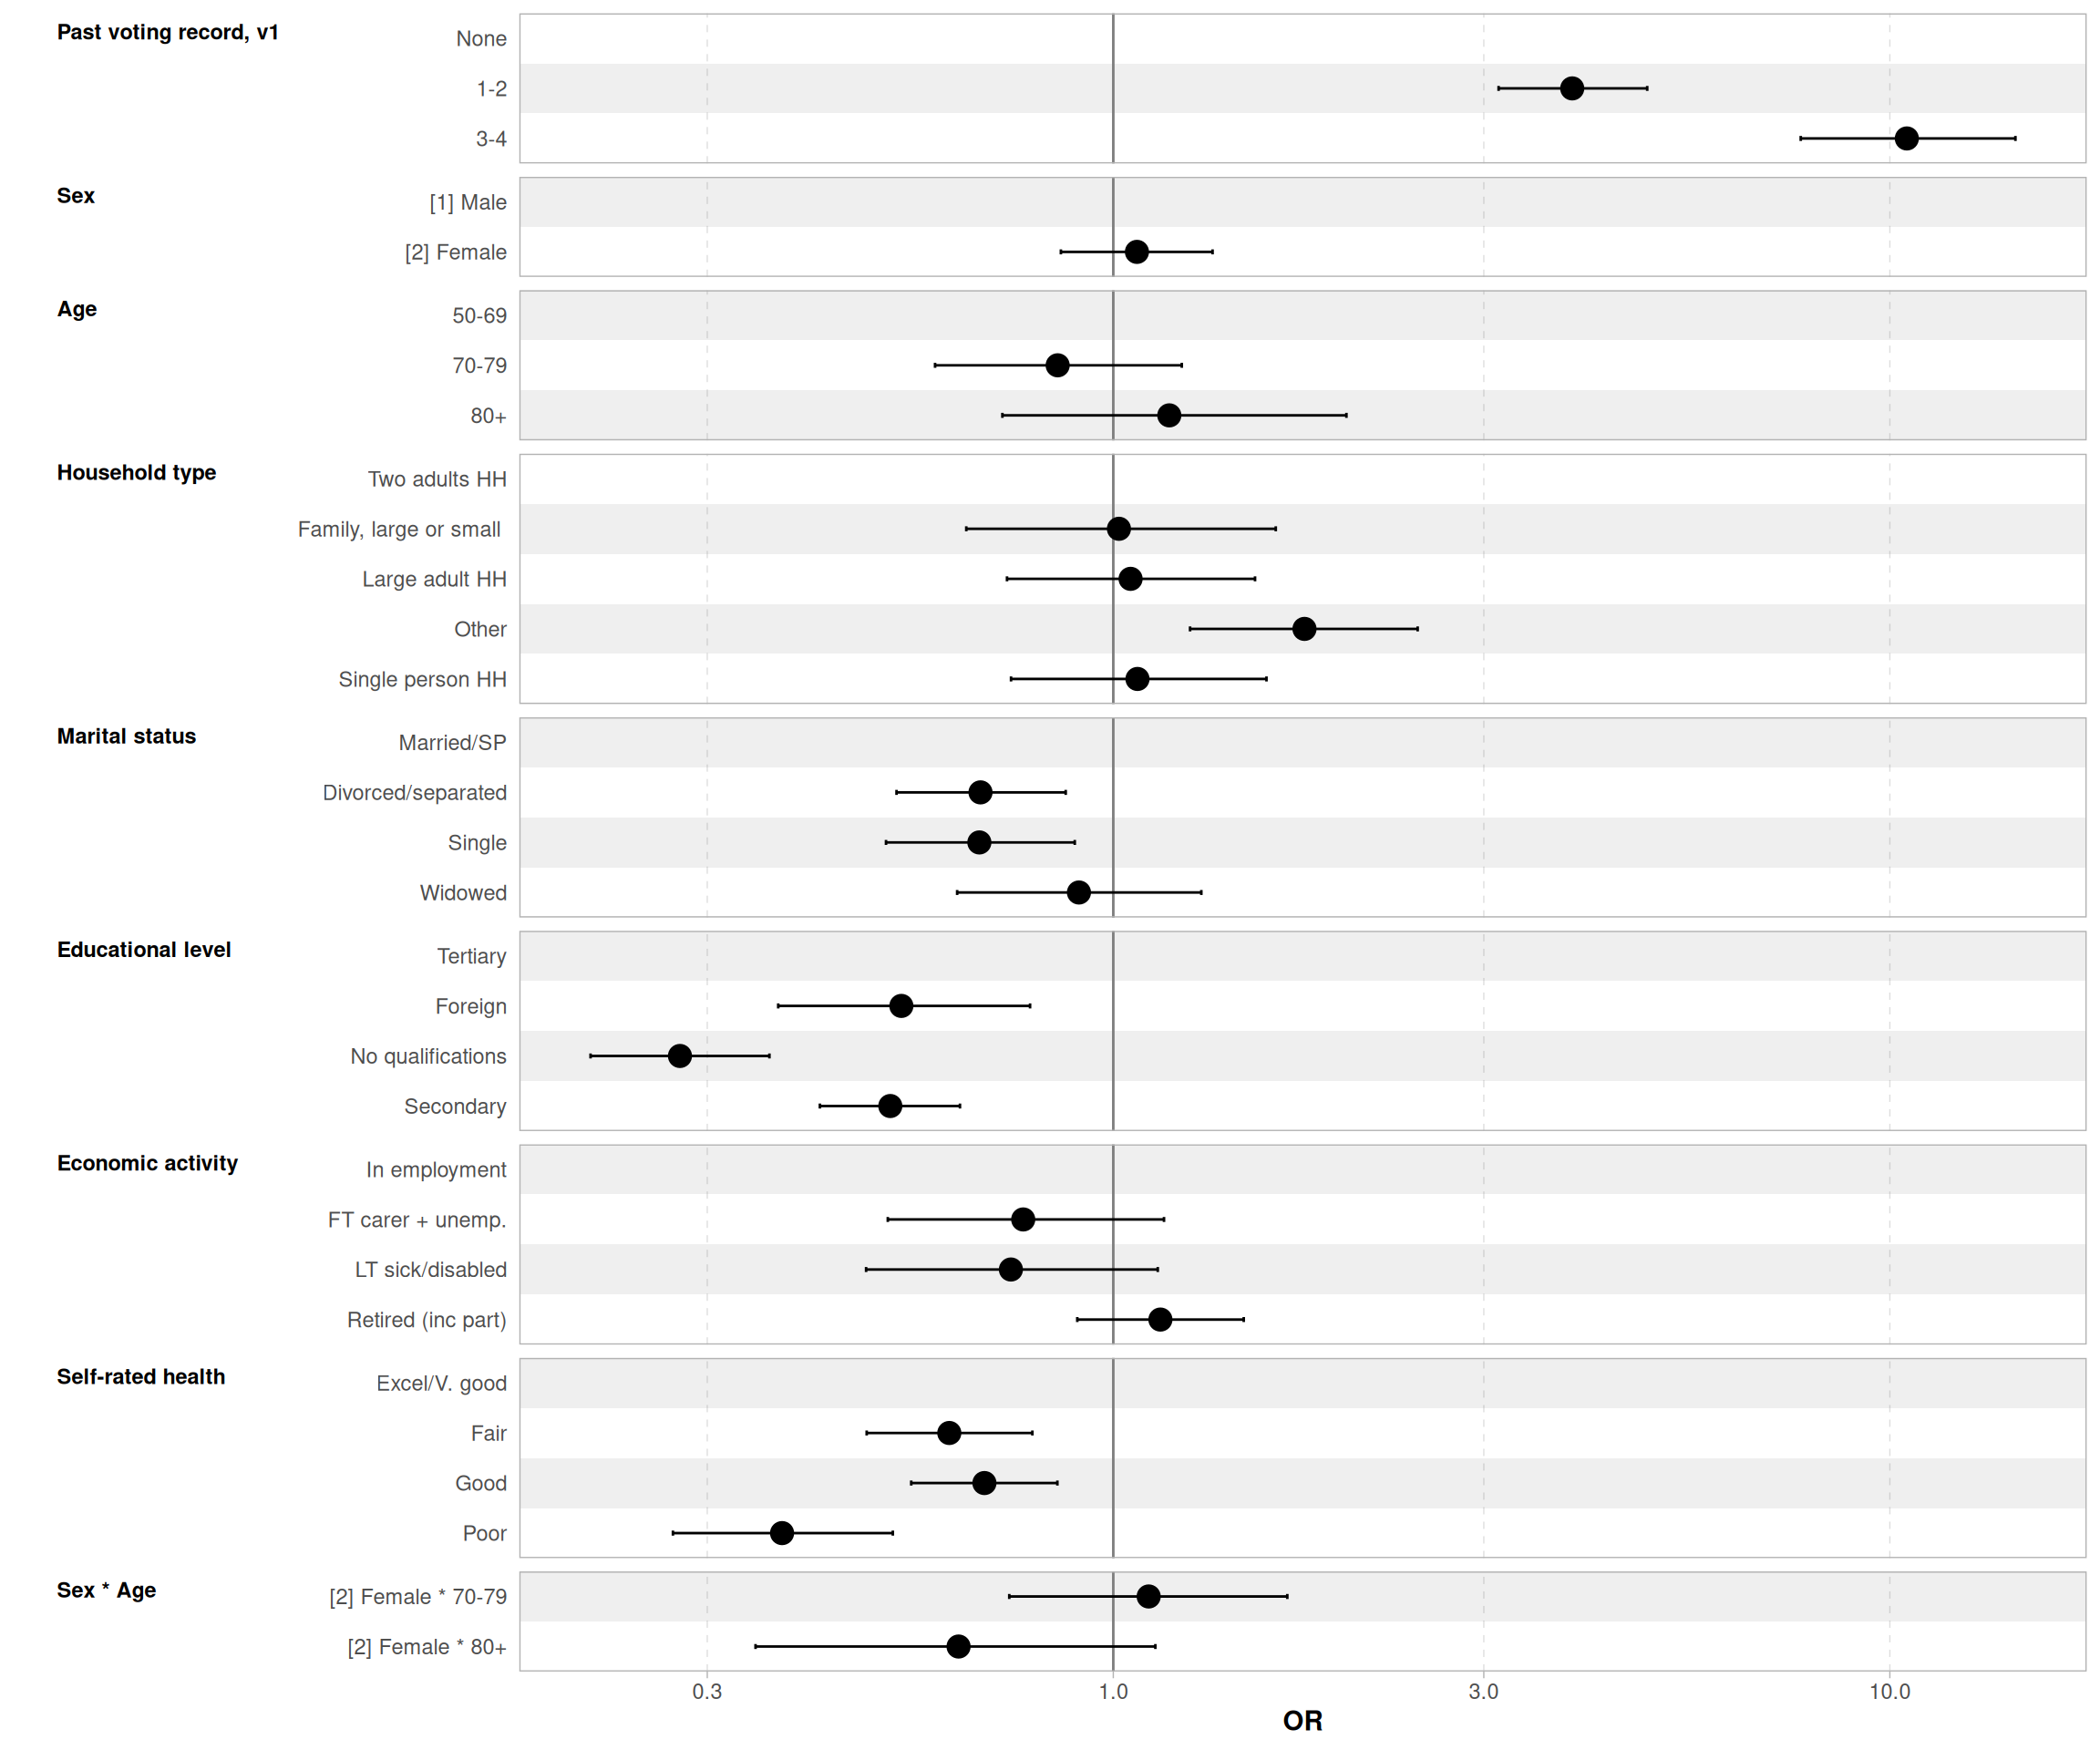 Past voting record, v1
None
1-2
3-4
Sex
[1] Male
[2] Female
Age
50-69
70-79
80+
Household type
Two adults HH
Family, large or small
Large adult HH
Other
Single person HH
Marital status
Married/SP
Divorced/separated
Single
Widowed
Educational level
Tertiary
Foreign
No qualifications
Secondary
Economic activity
In employment
FT carer + unemp.
LT sick/disabled
Retired (inc part)
Self-rated health
Excel/V. good
Fair
Good
Poor
Sex * Age
[2] Female * 70-79
[2] Female * 80+
0.3 1.0 3.0 10.0
OR